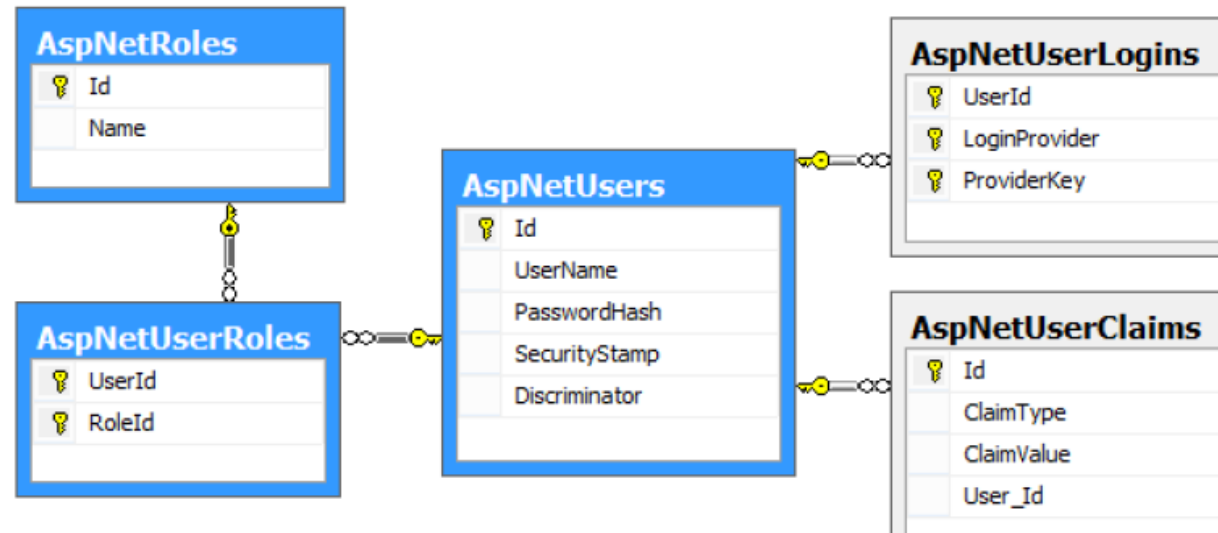 AspNetRoles
Id
Name
AspNetUserRoles
UserId
RoleId
AspNetUsers
Id
UserName
PasswordHash
SecurityStamp
Discriminator
AspNetUserLogins
UserId
LoginProvider
ProviderKey
AspNetUserClaims
Id
ClaimType
ClaimValue
User_Id